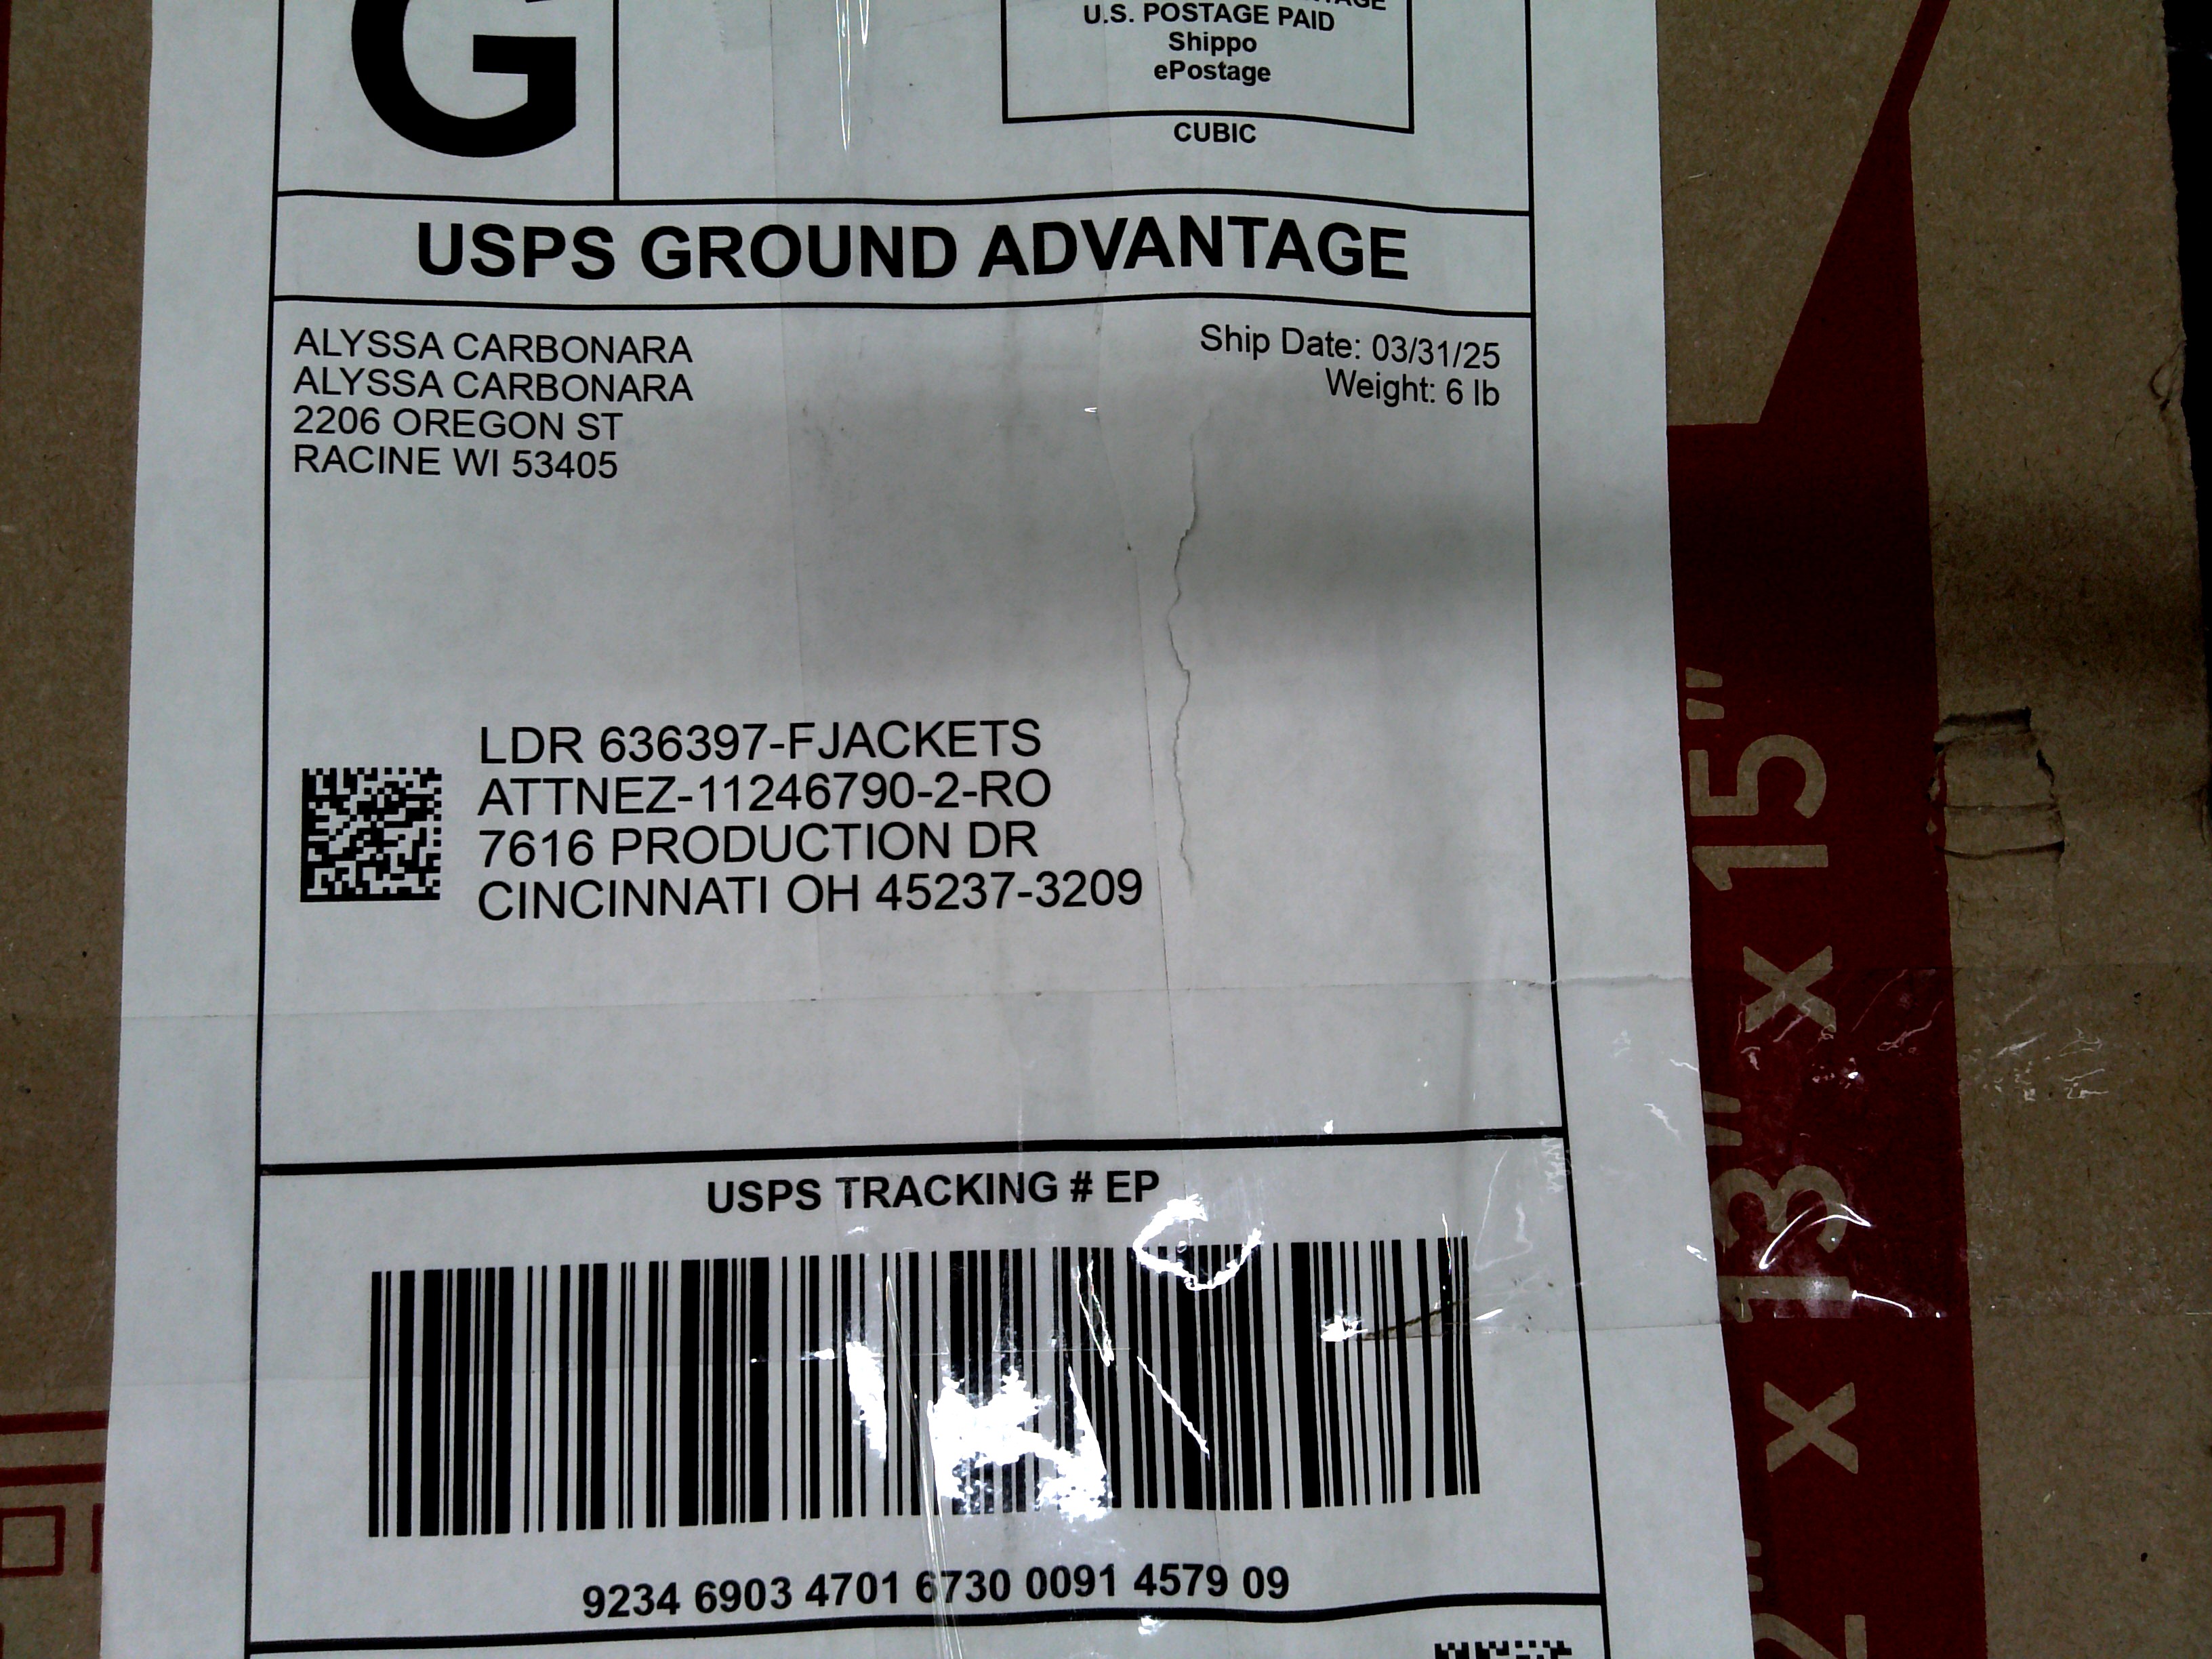 G
U.S. POSTAGE PAID
Shippo
ePostage
CUBIC
USPS GROUND ADVANTAGE
ALYSSA CARBONARA
ALYSSA CARBONARA
2206 OREGON ST
RACINE WI 53405
Ship Date: 03/31/25
Weight: 6 lb
LDR 636397-FJACKETS
ATTNEZ-11246790-2-RO
7616 PRODUCTION DR
CINCINNATI OH 45237-3209
USPS TRACKING # EP
9234 6903 4701 6730 0091 4579 09
2" x 13" x 15"